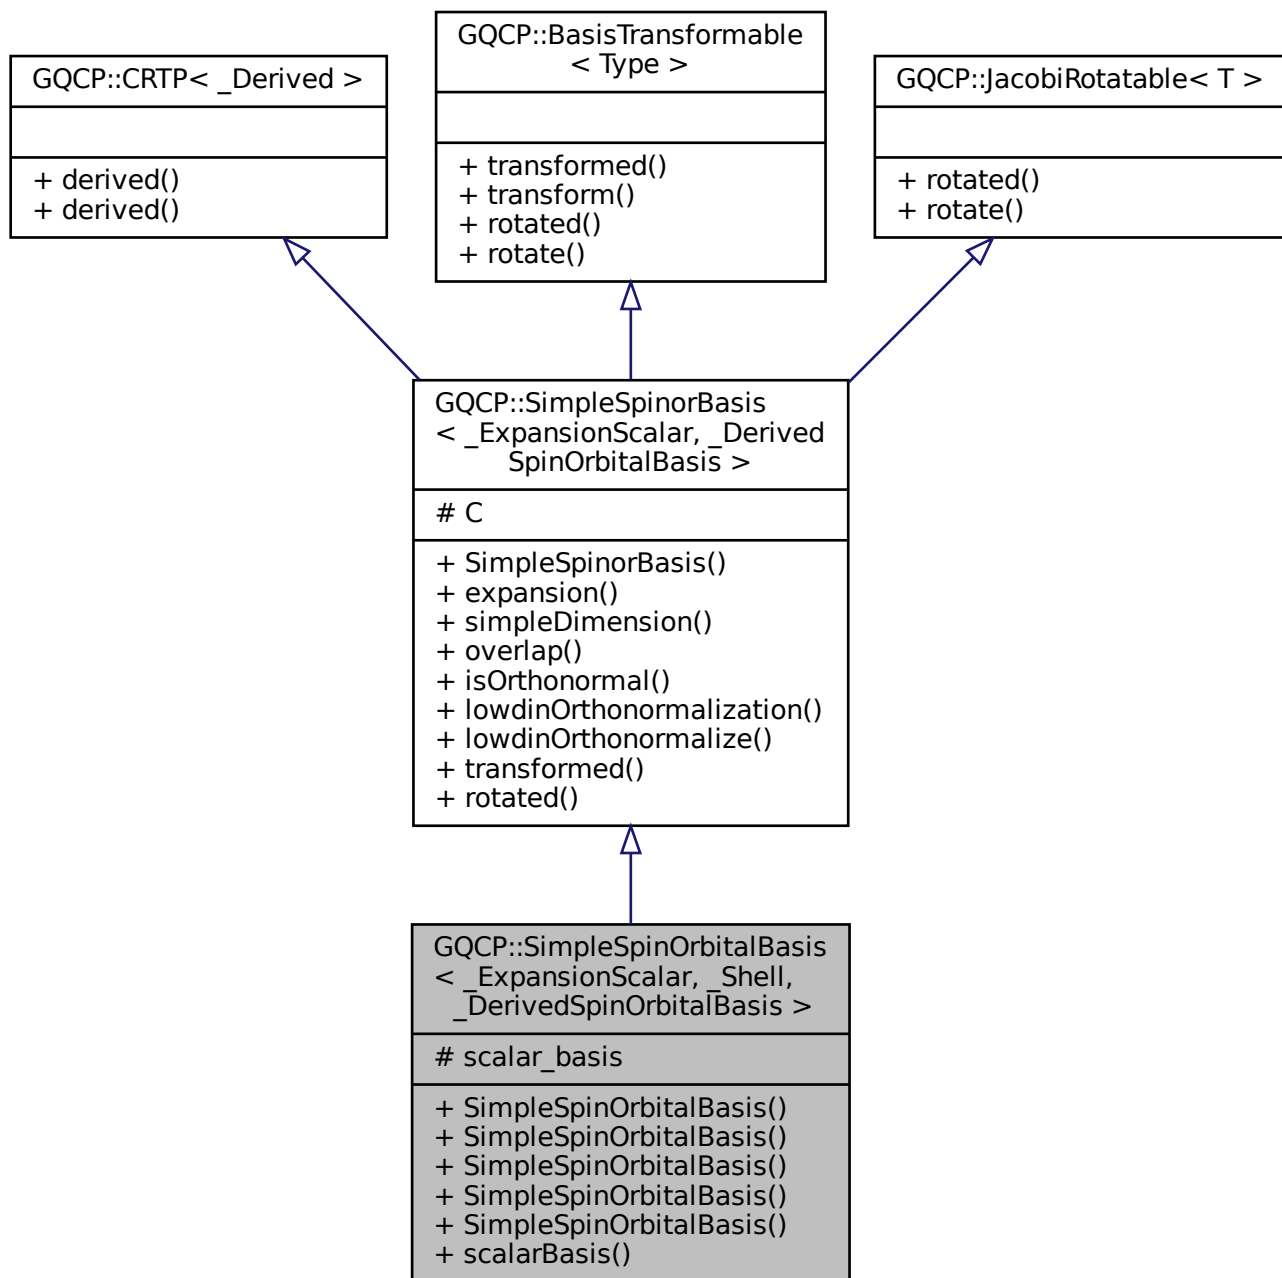 GQCP::CRTP< _Derived >
+ derived()
+ derived()
GQCP::BasisTransformable
< Type >
+ transformed()
+ transform()
+ rotated()
+ rotate()
GQCP::JacobiRotatable< T >
+ rotated()
+ rotate()
GQCP::SimpleSpinorBasis
< _ExpansionScalar, _Derived
SpinOrbitalBasis >
# C
+ SimpleSpinorBasis()
+ expansion()
+ simpleDimension()
+ overlap()
+ isOrthonormal()
+ lowdinOrthonormalization()
+ lowdinOrthonormalize()
+ transformed()
+ rotated()
GQCP::SimpleSpinOrbitalBasis
< _ExpansionScalar, _Shell,
_DerivedSpinOrbitalBasis >
# scalar_basis
+ SimpleSpinOrbitalBasis()
+ SimpleSpinOrbitalBasis()
+ SimpleSpinOrbitalBasis()
+ SimpleSpinOrbitalBasis()
+ SimpleSpinOrbitalBasis()
+ scalarBasis()